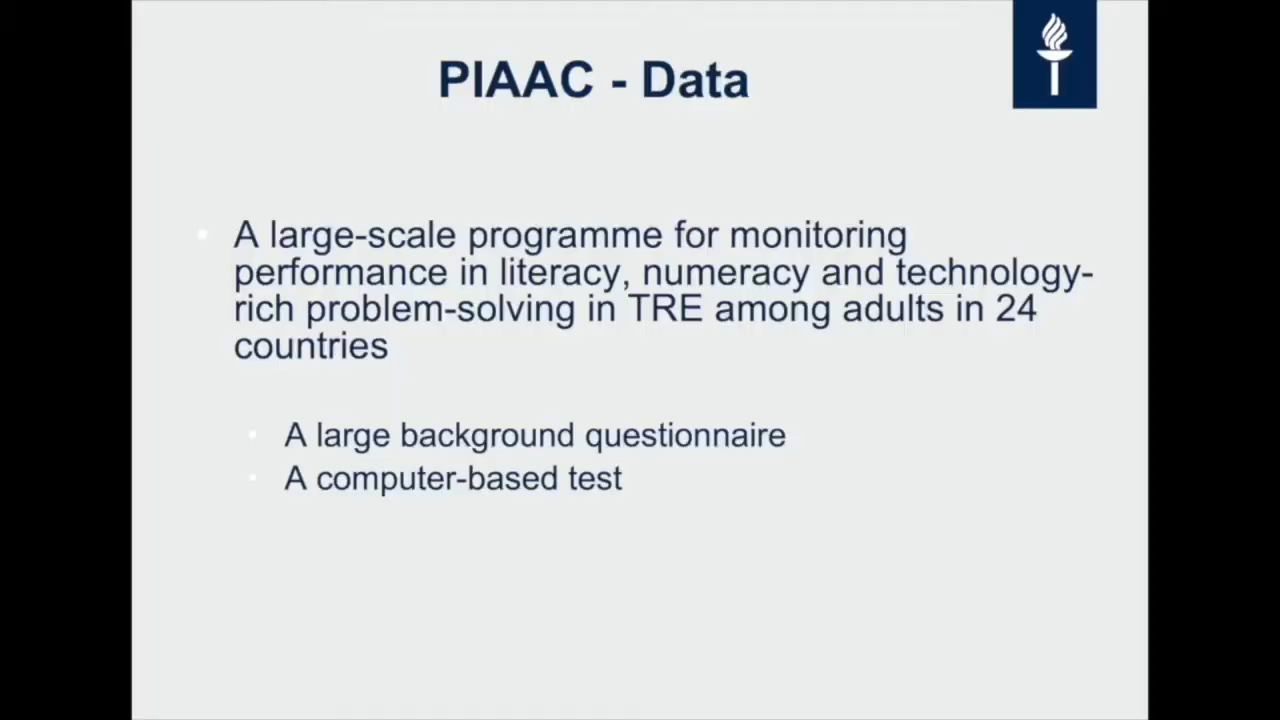 PIAAC - Data
A large-scale programme for monitoring
performance in literacy, numeracy and technology-
rich problem-solving in TRE among adults in 24
countries
A large background questionnaire
A computer-based test